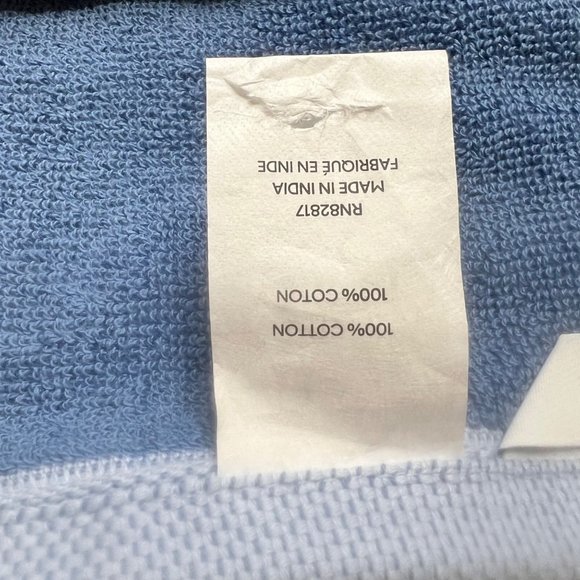 100% COTTON
100% COTON
RN82817
MADE IN INDIA
FABRIQUÉ EN INDE